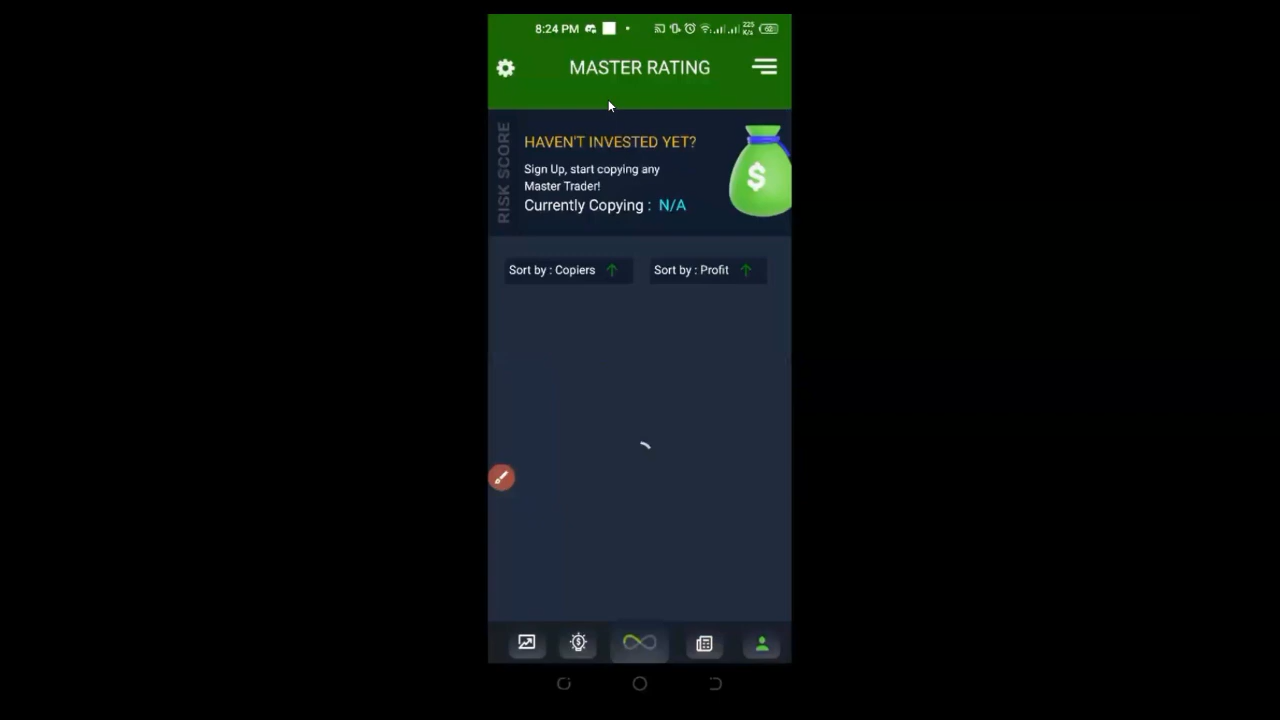 8:24 PM
225
K/s
MASTER RATING
RISK SCORE
HAVEN'T INVESTED YET?
Sign Up, start copying any
Master Trader!
Currently Copying : N/A
Sort by : Copiers
Sort by : Profit